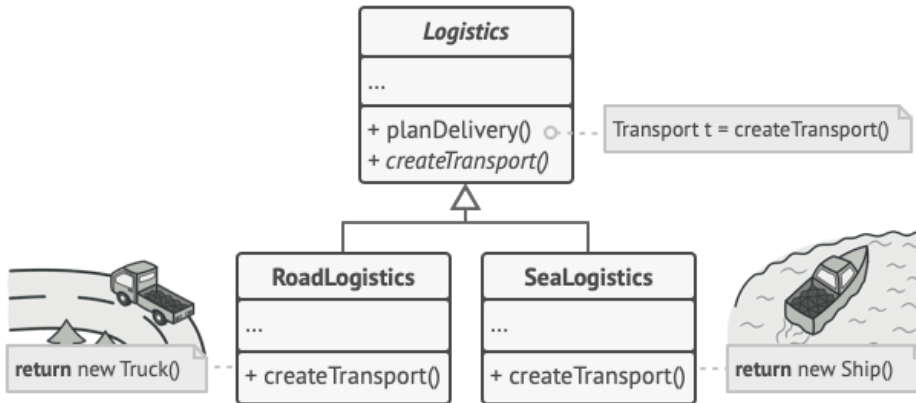 Logistics
...
+ planDelivery()
+ createTransport()
Transport t = createTransport()
RoadLogistics
...
+ createTransport()
return new Truck()
SeaLogistics
...
+ createTransport()
return new Ship()